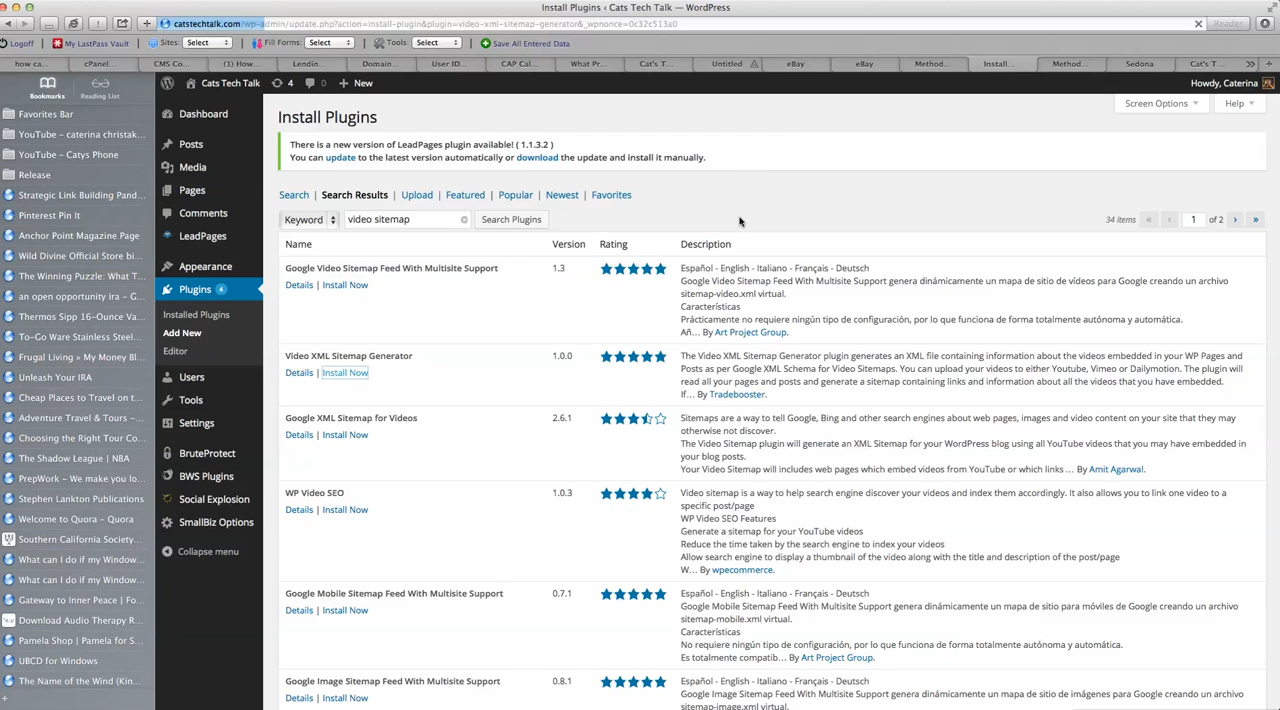 Install Plugins ‹ Cats Tech Talk — WordPress
catstechtalk.com/wp-admin/update.php?action=install-plugin&plugin=video-xml-sitemap-generator&_wpnonce=0c32c513a0
Reader
Logoff My LastPass Vault Sites: Select Fill Forms: Select Tools: Select Save All Entered Data
how ca... cPanel... CMS Co... (1) How... Lendin... Domain... User ID... CAP Cal... What Pr... Cat's T... Untitled eBay eBay Method... Install... Method... Sedona Cat's T...
Bookmarks Reading List
Cats Tech Talk 4 0 New Howdy, Caterina
Favorites Bar
YouTube – caterina christak...
YouTube – Catys Phone
Release
Strategic Link Building Pand...
Pinterest Pin It
Anchor Point Magazine Page
Wild Divine Official Store bi...
The Winning Puzzle: What T...
an open opportunity ira – G...
Thermos Sipp 16-Ounce Va...
To-Go Ware Stainless Steel...
Frugal Living » My Money Bl...
Unleash Your IRA
Cheap Places to Travel on t...
Adventure Travel & Tours –...
Choosing the Right Tour Co...
The Shadow League | NBA
PrepWork – We make you lo...
Stephen Lankton Publications
Welcome to Quora – Quora
Southern California Society...
What can I do if my Window...
What can I do if my Window...
Gateway to Inner Peace | Fo...
Download Audio Therapy R...
Pamela Shop | Pamela for S...
UBCD for Windows
The Name of the Wind (Kin...
Dashboard
Posts
Media
Pages
Comments
LeadPages
Appearance
Plugins 4
Installed Plugins
Add New
Editor
Users
Tools
Settings
BruteProtect
BWS Plugins
Social Explosion
SmallBiz Options
Collapse menu
Screen Options Help
Install Plugins
There is a new version of LeadPages plugin available! ( 1.1.3.2 )
You can update to the latest version automatically or download the update and install it manually.
Search | Search Results | Upload | Featured | Popular | Newest | Favorites
Keyword video sitemap Search Plugins 34 items « ‹ 1 of 2 › »
Name Version Rating Description
Google Video Sitemap Feed With Multisite Support 1.3 Español - English - Italiano - Français - Deutsch
Details | Install Now Google Video Sitemap Feed With Multisite Support genera dinámicamente un mapa de sitio de vídeos para Google creando un archivo
sitemap-video.xml virtual.
Características
Prácticamente no requiere ningún tipo de configuración, por lo que funciona de forma totalmente autónoma y automática.
Añ... By Art Project Group.
Video XML Sitemap Generator 1.0.0 The Video XML Sitemap Generator plugin generates an XML file containing information about the videos embedded in your WP Pages and
Details | Install Now Posts as per Google XML Schema for Video Sitemaps. You can upload your videos to either Youtube, Vimeo or Dailymotion. The plugin will
read all your pages and posts and generate a sitemap containing links and information about all the videos that you have embedded.
If... By Tradebooster.
Google XML Sitemap for Videos 2.6.1 Sitemaps are a way to tell Google, Bing and other search engines about web pages, images and video content on your site that they may
Details | Install Now otherwise not discover.
The Video Sitemap plugin will generate an XML Sitemap for your WordPress blog using all YouTube videos that you may have embedded in
your blog posts.
Your Video Sitemap will includes web pages which embed videos from YouTube or which links ... By Amit Agarwal.
WP Video SEO 1.0.3 Video sitemap is a way to help search engine discover your videos and index them accordingly. It also allows you to link one video to a
Details | Install Now specific post/page
WP Video SEO Features
Generate a sitemap for your YouTube videos
Reduce the time taken by the search engine to index your videos
Allow search engine to display a thumbnail of the video along with the title and description of the post/page
W... By wpecommerce.
Google Mobile Sitemap Feed With Multisite Support 0.7.1 Español - English - Italiano - Français - Deutsch
Details | Install Now Google Mobile Sitemap Feed With Multisite Support genera dinámicamente un mapa de sitio para móviles de Google creando un archivo
sitemap-mobile.xml virtual.
Características
No requiere ningún tipo de configuración, por lo que funciona de forma totalmente autónoma y automática.
Es totalmente compatib... By Art Project Group.
Google Image Sitemap Feed With Multisite Support 0.8.1 Español - English - Italiano - Français - Deutsch
Details | Install Now Google Image Sitemap Feed With Multisite Support genera dinámicamente un mapa de sitio de imágenes para Google creando un archivo
sitemap-image.xml virtual.